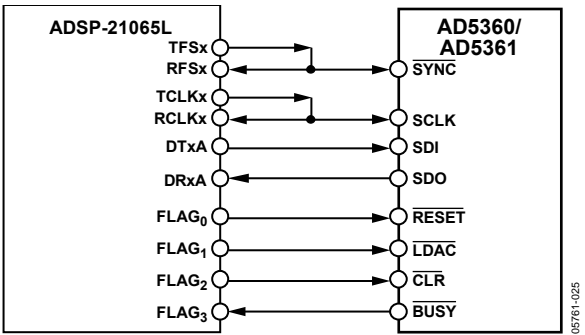 ADSP-21065L
AD5360/
AD5361
TFSx
RFSx
SYNC
TCLKx
RCLKx
SCLK
DTxA
SDI
DRxA
SDO
FLAG0
RESET
FLAG1
LDAC
FLAG2
CLR
FLAG3
BUSY
05761-025